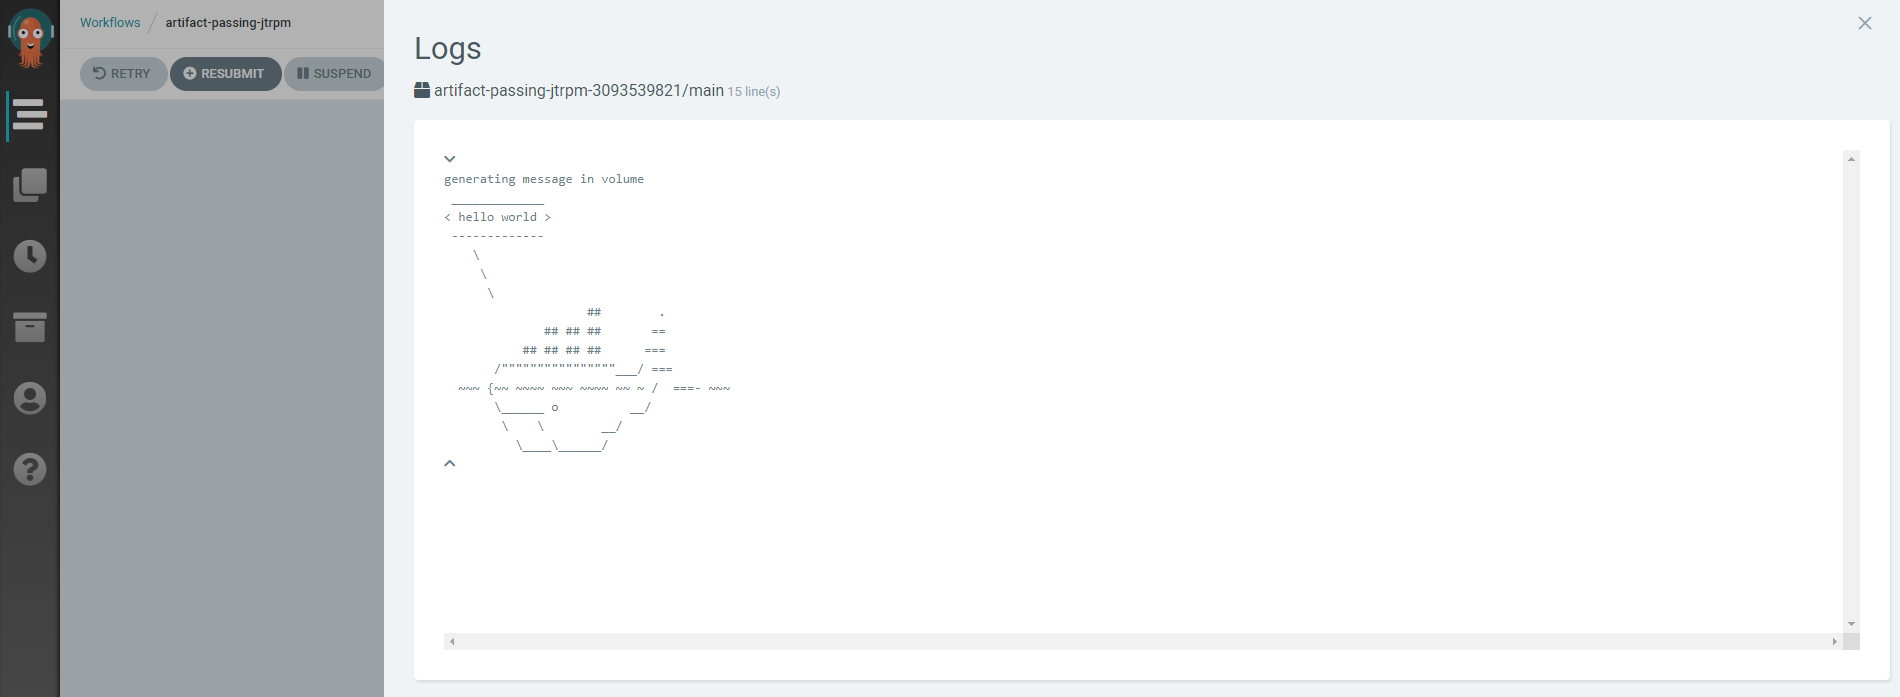 Workflows / artifact-passing-jtrpm
RETRY RESUBMIT SUSPEND
Logs
artifact-passing-jtrpm-3093539821/main 15 line(s)
generating message in volume
 _____________
< hello world >
 -------------
    \
     \
      \
                    ##        .
              ## ## ##       ==
           ## ## ## ##      ===
       /""""""""""""""""___/ ===
  ~~~ {~~ ~~~~ ~~~ ~~~~ ~~ ~ /  ===- ~~~
       \______ o          __/
        \    \        __/
          \____\______/